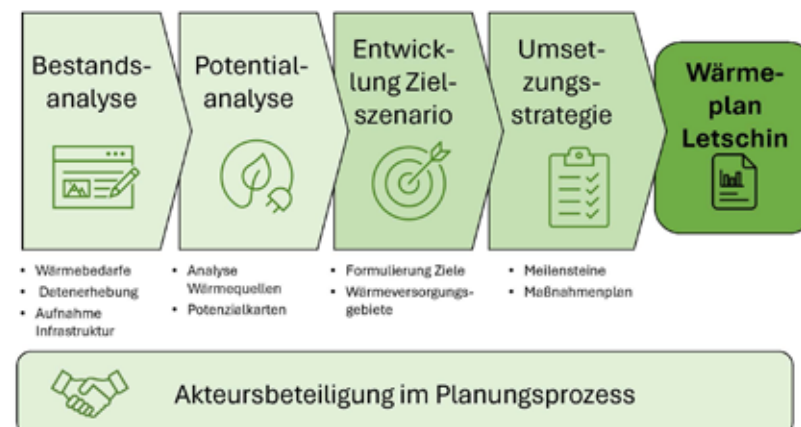 Bestands-
analyse
Potential-
analyse
Entwick-
lung Ziel-
szenario
Umset-
zungs-
strategie
Wärme-
plan
Letschin
• Wärmebedarfe
• Datenerhebung
• Aufnahme
Infrastruktur
• Analyse
Wärmequellen
• Potenzialkarten
• Formulierung Ziele
• Wärmeversorgungs-
gebiete
• Meilensteine
• Maßnahmenplan
Akteursbeteiligung im Planungsprozess